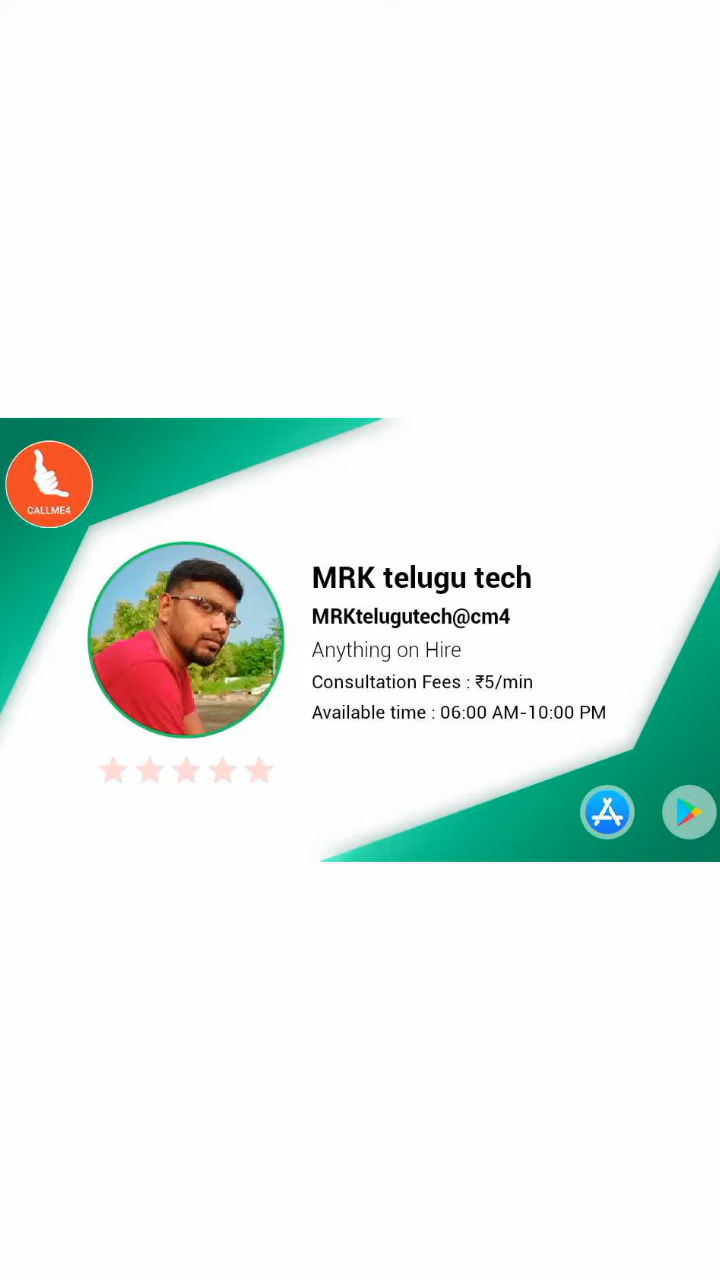 CALLME4
MRK telugu tech
MRKtelugutech@cm4
Anything on Hire
Consultation Fees : ₹5/min
Available time : 06:00 AM-10:00 PM